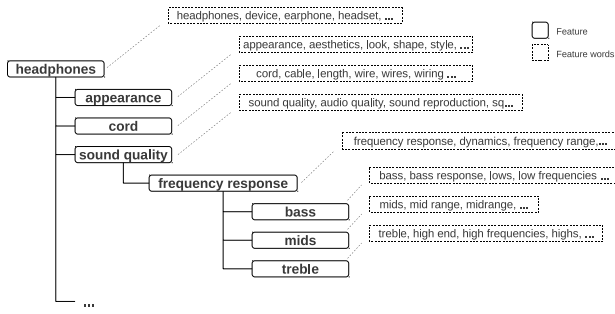 headphones, device, earphone, headset, ...
Feature
appearance, aesthetics, look, shape, style, ...
Feature words
headphones
cord, cable, length, wire, wires, wiring ...
appearance
sound quality, audio quality, sound reproduction, sq...
cord
frequency response, dynamics, frequency range,...
sound quality
bass, bass response, lows, low frequencies ...
frequency response
mids, mid range, midrange, ...
bass
treble, high end, high frequencies, highs, ...
mids
treble
...